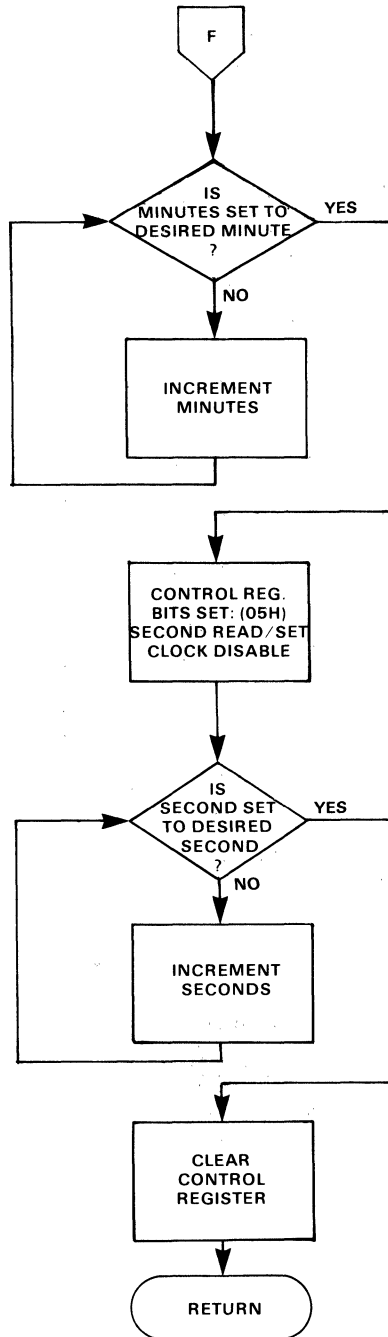 F
IS
MINUTES SET TO
DESIRED MINUTE
?
YES
NO
INCREMENT
MINUTES
CONTROL REG.
BITS SET: (05H)
SECOND READ/SET
CLOCK DISABLE
IS
SECOND SET
TO DESIRED
SECOND
?
YES
NO
INCREMENT
SECONDS
CLEAR
CONTROL
REGISTER
RETURN